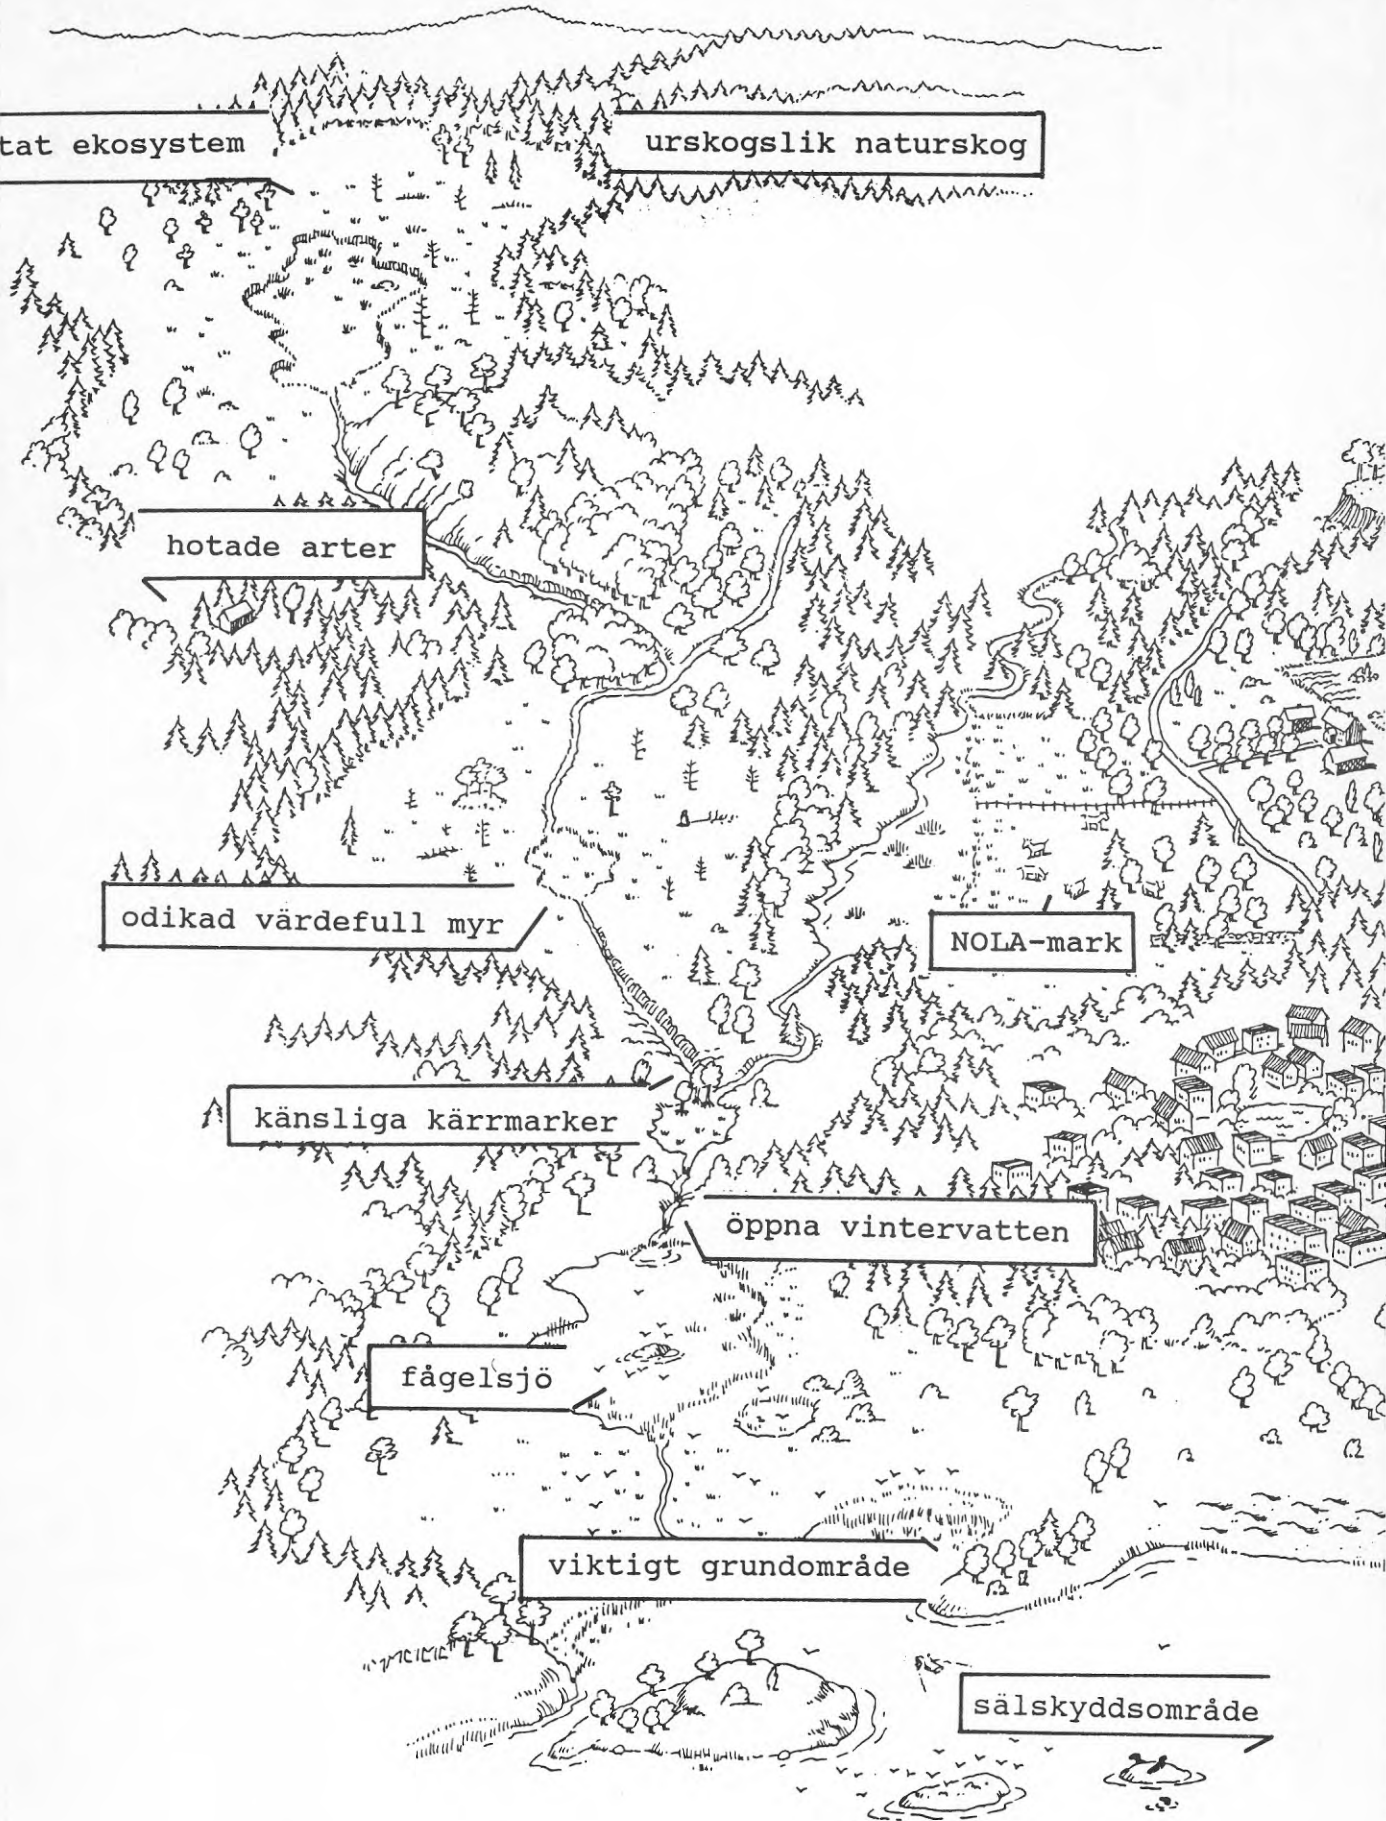 tat ekosystem
urskogslik naturskog
hotade arter
odikad värdefull myr
NOLA-mark
känsliga kärrmarker
öppna vintervatten
fågelsjö
viktigt grundområde
sälskyddsområde